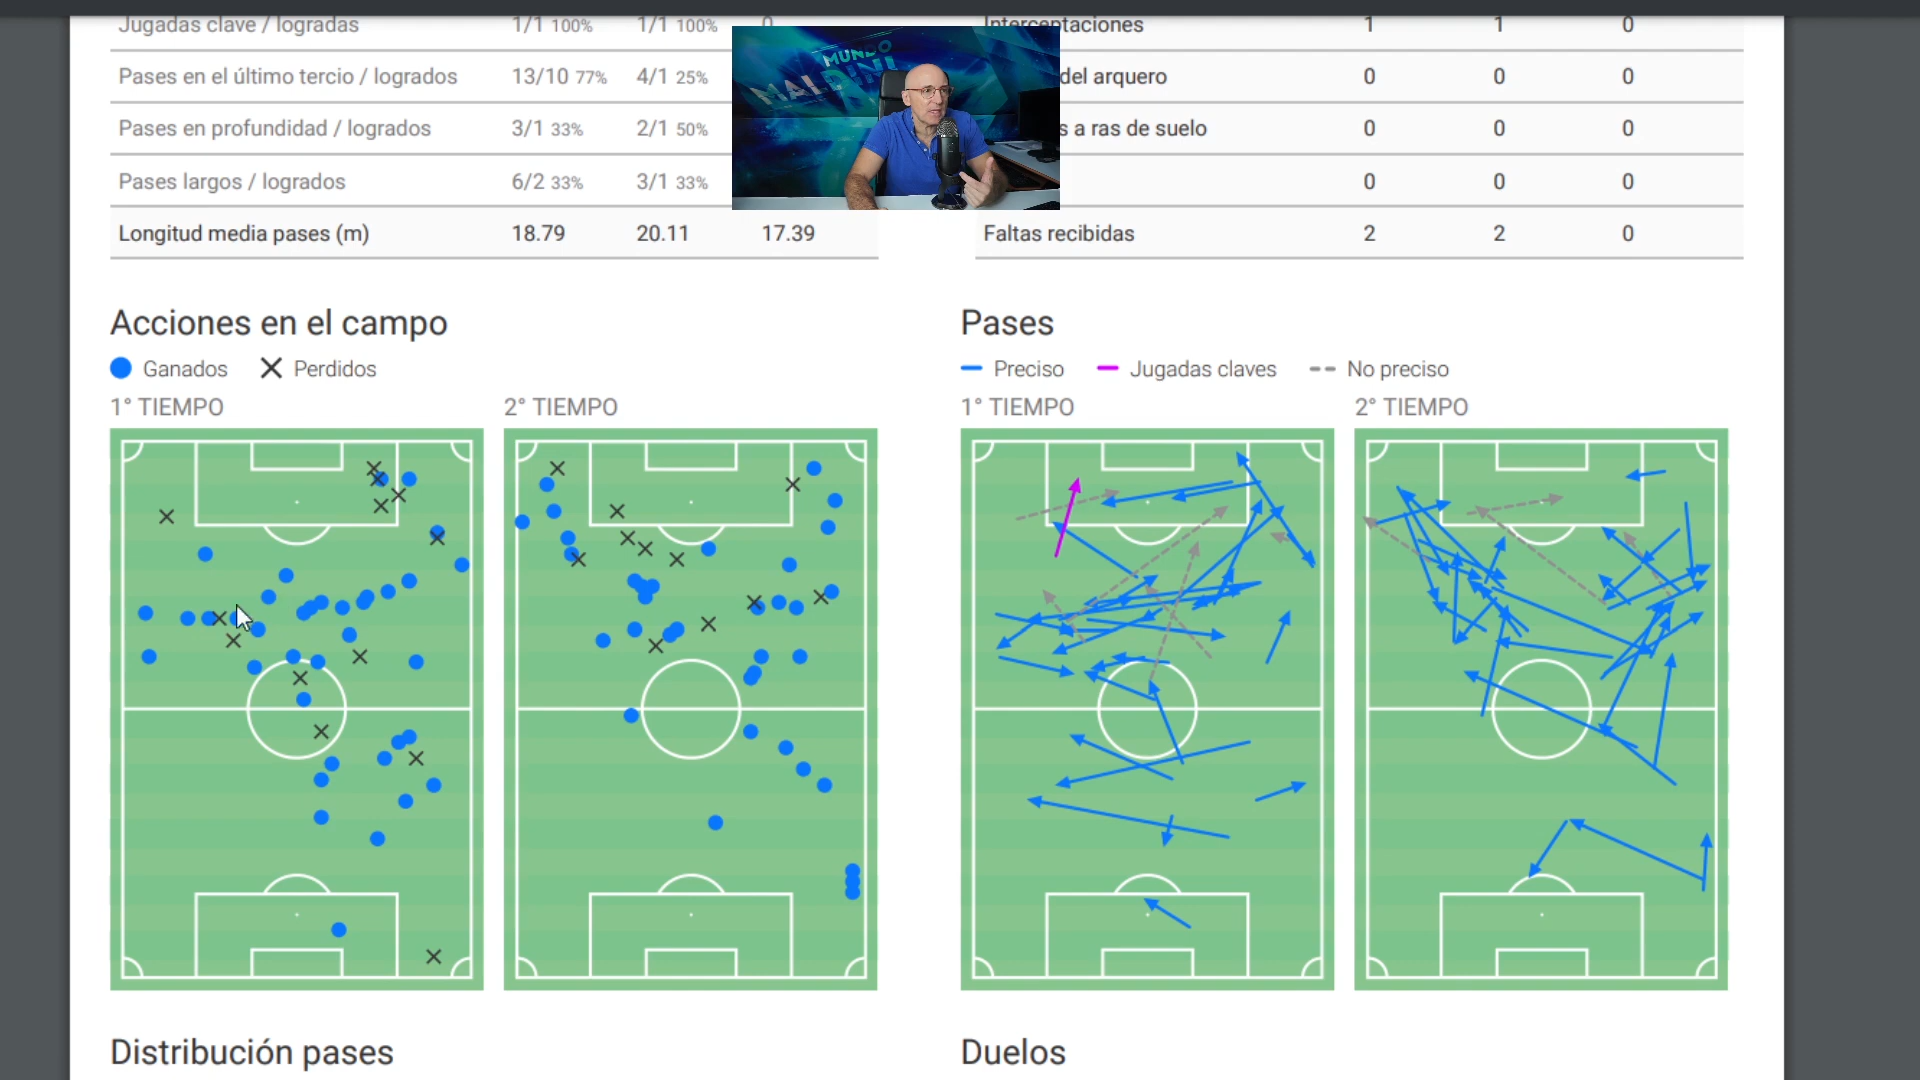 Jugadas clave / logradas 1/1 100% 1/1 100% 0
Pases en el último tercio / logrados 13/10 77% 4/1 25%
Pases en profundidad / logrados 3/1 33% 2/1 50%
Pases largos / logrados 6/2 33% 3/1 33%
Longitud media pases (m) 18.79 20.11 17.39
MUNDO
MALDINI
Interceptaciones 1 1 0
del arquero 0 0 0
s a ras de suelo 0 0 0
0 0 0
Faltas recibidas 2 2 0
Acciones en el campo
Ganados Perdidos
1° TIEMPO 2° TIEMPO
Pases
Preciso Jugadas claves No preciso
1° TIEMPO 2° TIEMPO
Distribución pases
Duelos